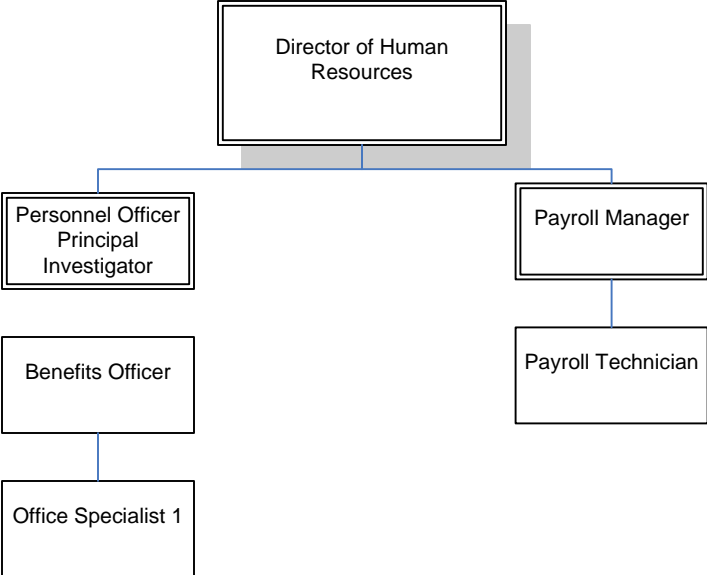 Director of Human
Resources
Personnel Officer
Principal
Investigator
Payroll Manager
Benefits Officer
Payroll Technician
Office Specialist 1